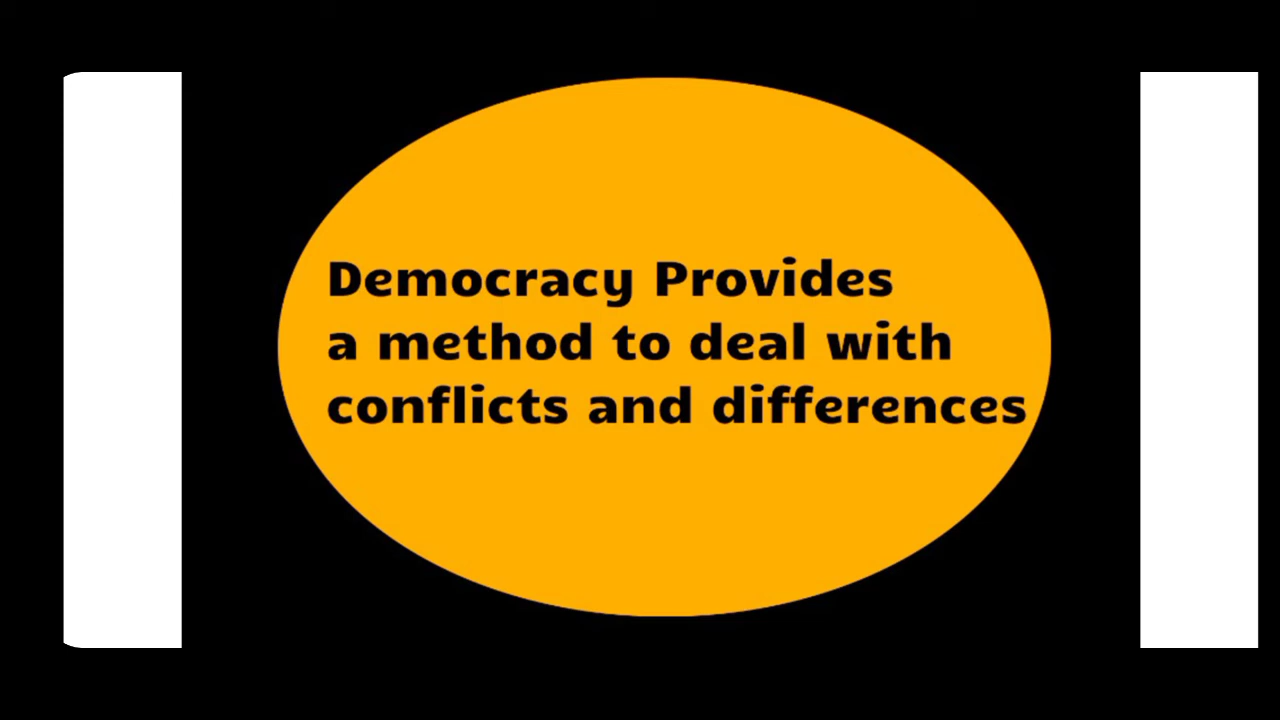 Democracy Provides
a method to deal with
conflicts and differences